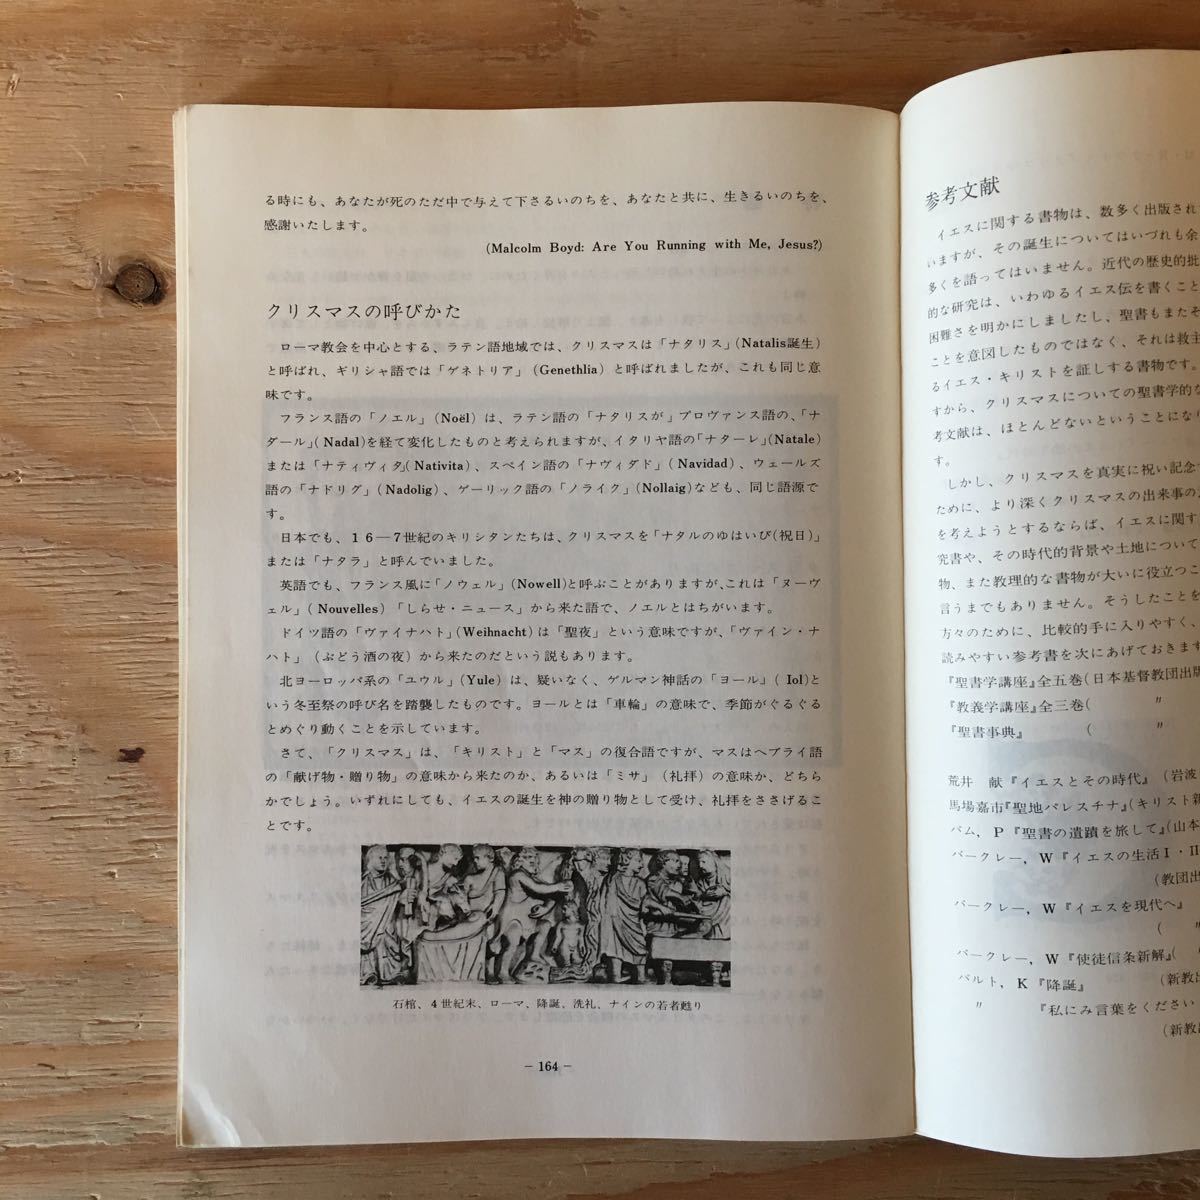 る時にも、あなたが死のただ中で与えて下さるいのちを、あなたと共に、生きるいのちを、
感謝いたします。
(Malcolm Boyd: Are You Running with Me, Jesus?)
クリスマスの呼びかた
ローマ教会を中心とする、ラテン語地域では、クリスマスは「ナタリス」(Natalis誕生)
と呼ばれ、ギリシャ語では「ゲネトリア」(Genethlia)と呼ばれましたが、これも同じ意
味です。
フランス語の「ノエル」(Noël)は、ラテン語の「ナタリスが」プロヴァンス語の、「ナ
ダール」(Nadal)を経て変化したものと考えられますが、イタリヤ語の「ナターレ」(Natale)
または「ナティヴィタ」(Nativita)、スペイン語の「ナヴィダド」(Navidad)、ウェールズ
語の「ナドリグ」(Nadolig)、ゲーリック語の「ノライク」(Nollaig)なども、同じ語源で
す。
日本でも、16—7世紀のキリシタンたちは、クリスマスを「ナタルのゆはいび(祝日)」
または「ナタラ」と呼んでいました。
英語でも、フランス風に「ノウェル」(Nowell)と呼ぶことがありますが、これは「ヌーヴ
ェル」(Nouvelles)「しらせ・ニュース」から来た語で、ノエルとはちがいます。
ドイツ語の「ヴァイナハト」(Weihnacht)は「聖夜」という意味ですが、「ヴァイン・ナ
ハト」(ぶどう酒の夜)から来たのだという説もあります。
北ヨーロッパ系の「ユウル」(Yule)は、疑いなく、ゲルマン神話の「ヨール」(Iol)と
いう冬至祭の呼び名を踏襲したものです。ヨールとは「車輪」の意味で、季節がぐるぐる
とめぐり動くことを示しています。
さて、「クリスマス」は、「キリスト」と「マス」の復合語ですが、マスはヘブライ語
の「献げ物・贈り物」の意味から来たのか、あるいは「ミサ」(礼拝)の意味か、どちら
かでしょう。いずれにしても、イエスの誕生を神の贈り物として受け、礼拝をささげるこ
とです。
石棺、4世紀末、ローマ、降誕、洗礼、ナインの若者甦り
– 164 –
参考文献
イエスに関する書物は、数多く出版され
いますが、その誕生についてはいづれも余
多くを語ってはいません。近代の歴史的批
的な研究は、いわゆるイエス伝を書くこと
困難さを明かにしましたし、聖書もまたそ
ことを意図したものではなく、それは救主
るイエス・キリストを証しする書物です。
すから、クリスマスについての聖書学的な
考文献は、ほとんどないということになり
す。
しかし、クリスマスを真実に祝い記念
ために、より深くクリスマスの出来事の
を考えようとするならば、イエスに関す
究書や、その時代的背景や土地について
物、また教理的な書物が大いに役立つこ
言うまでもありません。そうしたことを
方々のために、比較的手に入りやすく、
読みやすい参考書を次にあげておきます
『聖書学講座』全五巻(日本基督教団出版
『教義学講座』全三巻( 〃 )
『聖書事典』 ( 〃 )
荒井 献『イエスとその時代』(岩波
馬場嘉市『聖地パレスチナ』(キリスト新
バム, P『聖書の遺蹟を旅して』(山本
バークレー, W『イエスの生活I・II
(教団出
バークレー, W『イエスを現代へ』
( 〃
バークレー, W『使徒信条新解』(
バルト, K『降誕』 (新教出
〃 『私にみ言葉をください
(新教出